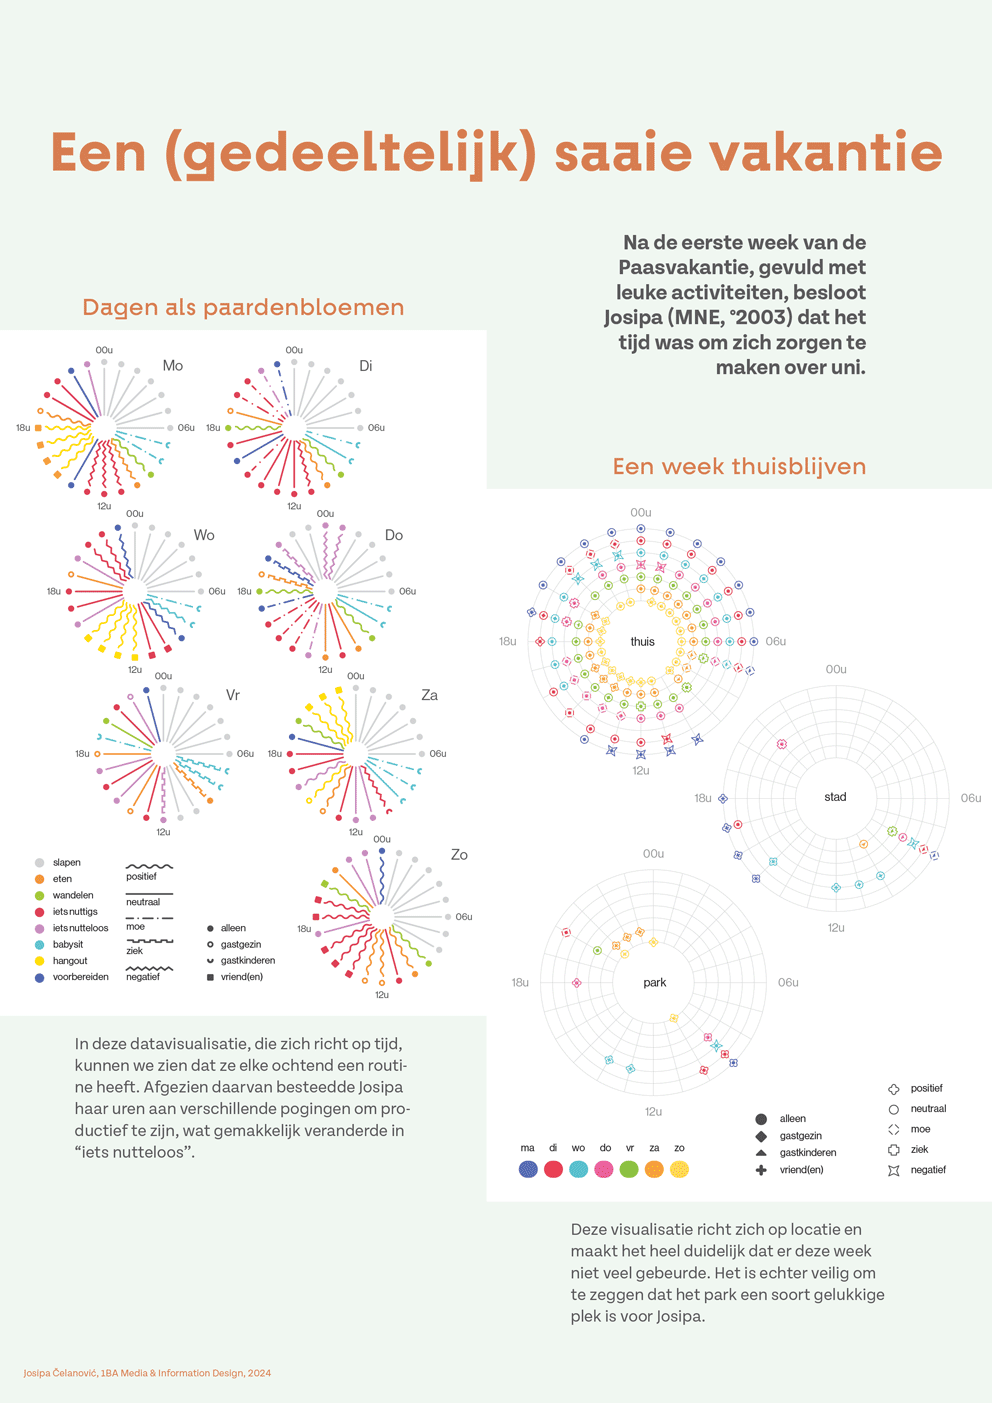 Een (gedeeltelijk) saaie vakantie
Na de eerste week van de
Paasvakantie, gevuld met
leuke activiteiten, besloot
Josipa (MNE, °2003) dat het
tijd was om zich zorgen te
maken over uni.
Dagen als paardenbloemen
00u
Mo
18u
06u
12u
00u
Di
18u
06u
12u
00u
Wo
18u
06u
12u
00u
Do
18u
06u
12u
00u
Vr
18u
06u
12u
00u
Za
18u
06u
12u
00u
Zo
18u
06u
12u
slapen
eten
wandelen
iets nuttigs
iets nutteloos
babysit
hangout
voorbereiden
positief
neutraal
moe
ziek
negatief
alleen
gastgezin
gastkinderen
vriend(en)
In deze datavisualisatie, die zich richt op tijd,
kunnen we zien dat ze elke ochtend een routi-
ne heeft. Afgezien daarvan besteedde Josipa
haar uren aan verschillende pogingen om pro-
ductief te zijn, wat gemakkelijk veranderde in
“iets nutteloos”.
Een week thuisblijven
00u
18u
thuis
06u
12u
00u
18u
stad
06u
12u
00u
18u
park
06u
12u
ma di wo do vr za zo
alleen
gastgezin
gastkinderen
vriend(en)
positief
neutraal
moe
ziek
negatief
Deze visualisatie richt zich op locatie en
maakt het heel duidelijk dat er deze week
niet veel gebeurde. Het is echter veilig om
te zeggen dat het park een soort gelukkige
plek is voor Josipa.
Josipa Čelanović, 1BA Media & Information Design, 2024